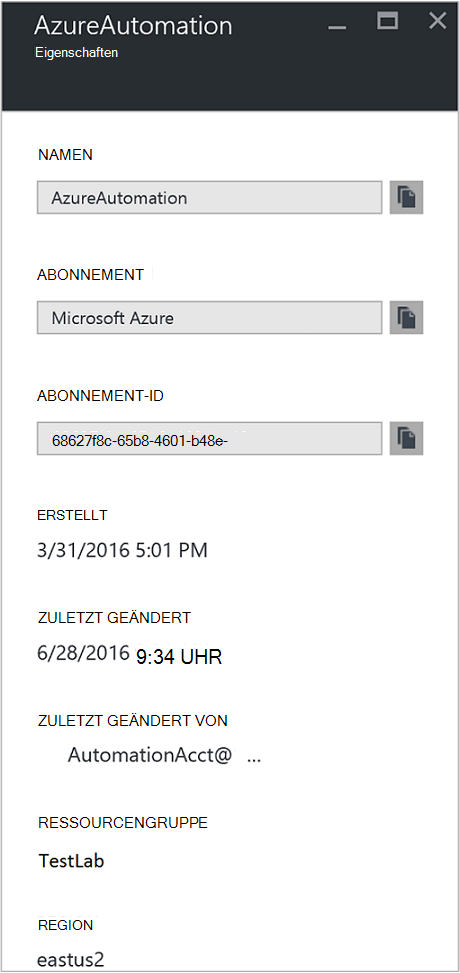 AzureAutomation
Eigenschaften
NAMEN
AzureAutomation
ABONNEMENT
Microsoft Azure
ABONNEMENT-ID
68627f8c-65b8-4601-b48e-
ERSTELLT
3/31/2016 5:01 PM
ZULETZT GEÄNDERT
6/28/2016 9:34 UHR
ZULETZT GEÄNDERT VON
AutomationAcct@ ...
RESSOURCENGRUPPE
TestLab
REGION
eastus2